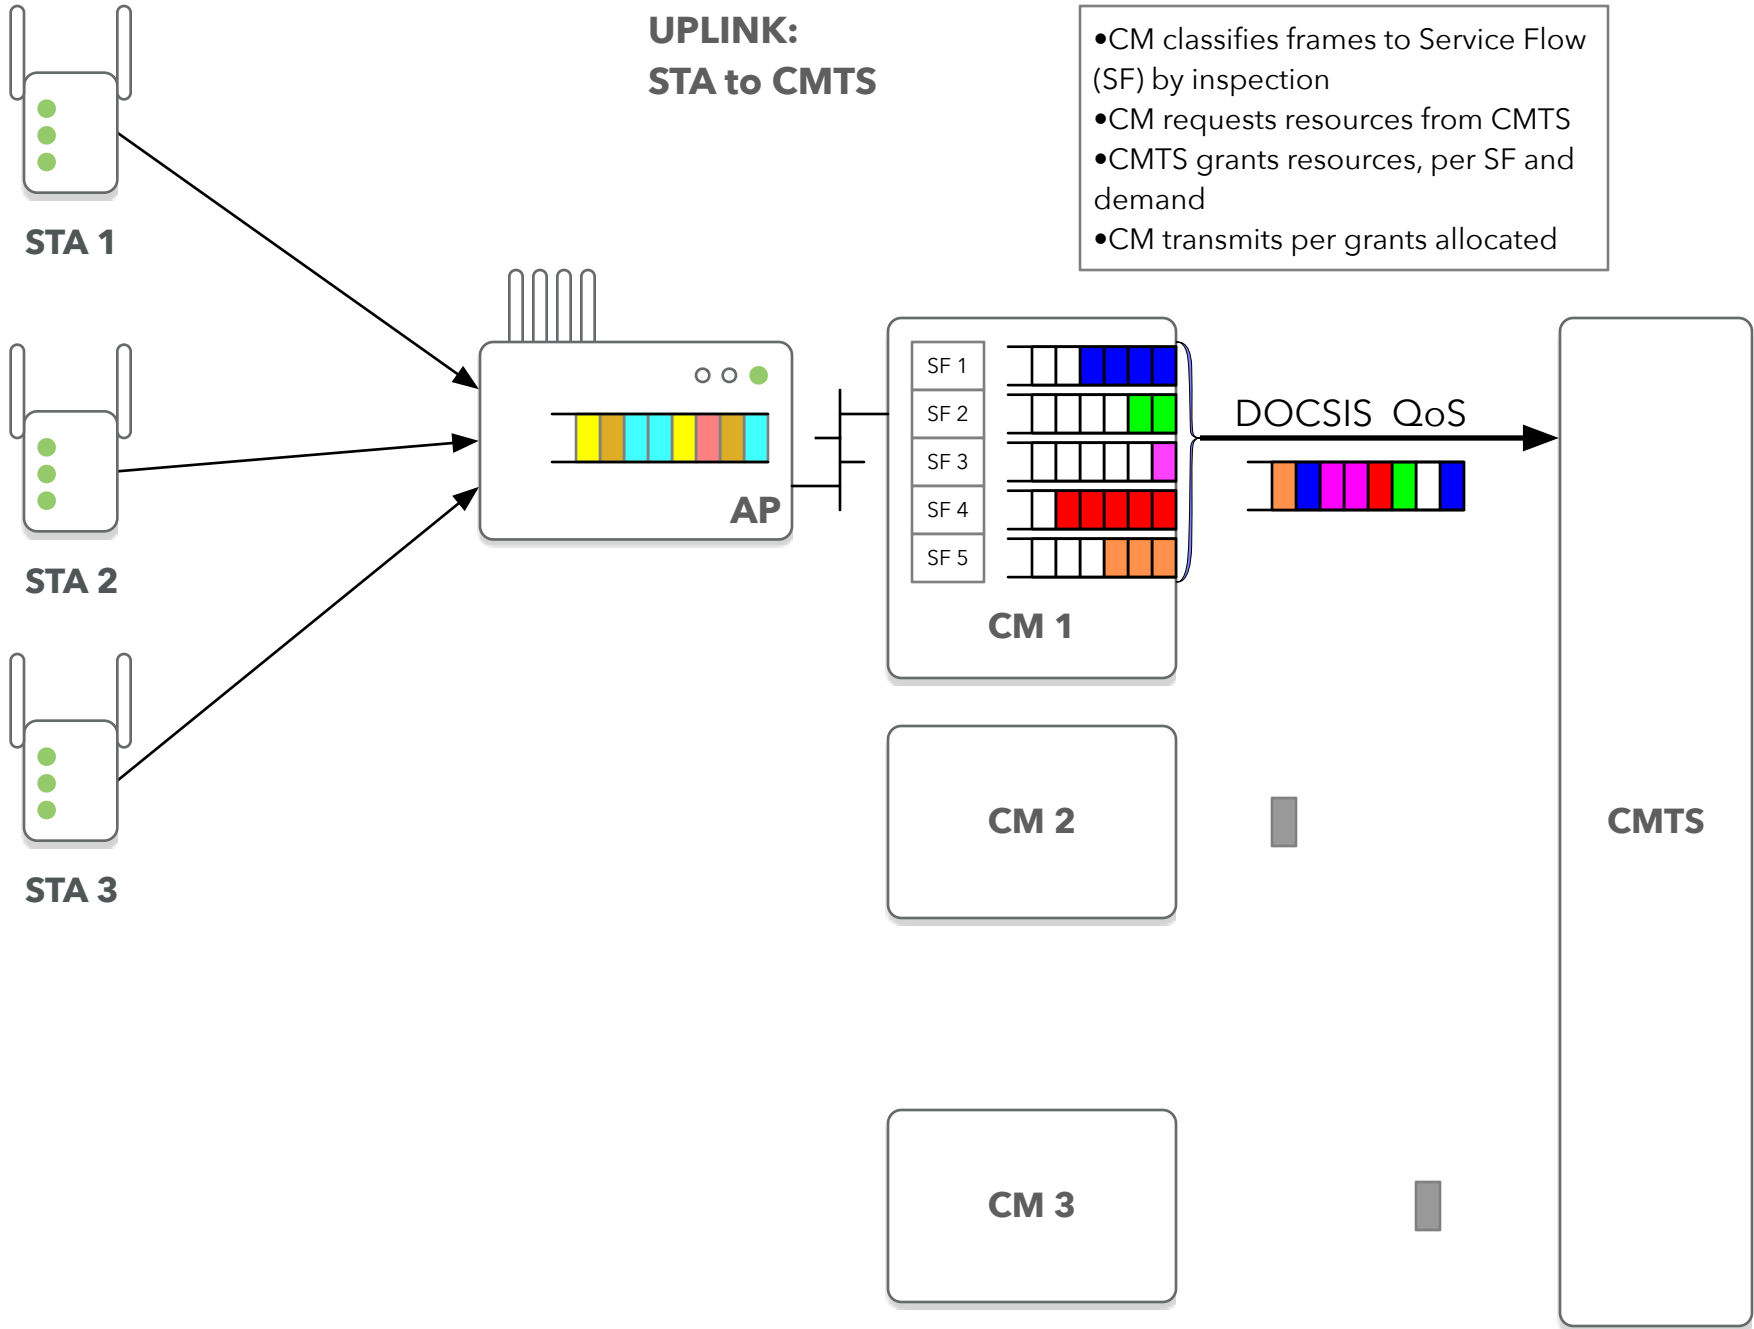 UPLINK:
STA to CMTS
•CM classifies frames to Service Flow
(SF) by inspection
•CM requests resources from CMTS
•CMTS grants resources, per SF and
demand
•CM transmits per grants allocated
STA 1
STA 2
STA 3
AP
SF 1
SF 2
SF 3
SF 4
SF 5
CM 1
DOCSIS QoS
CM 2
CMTS
CM 3